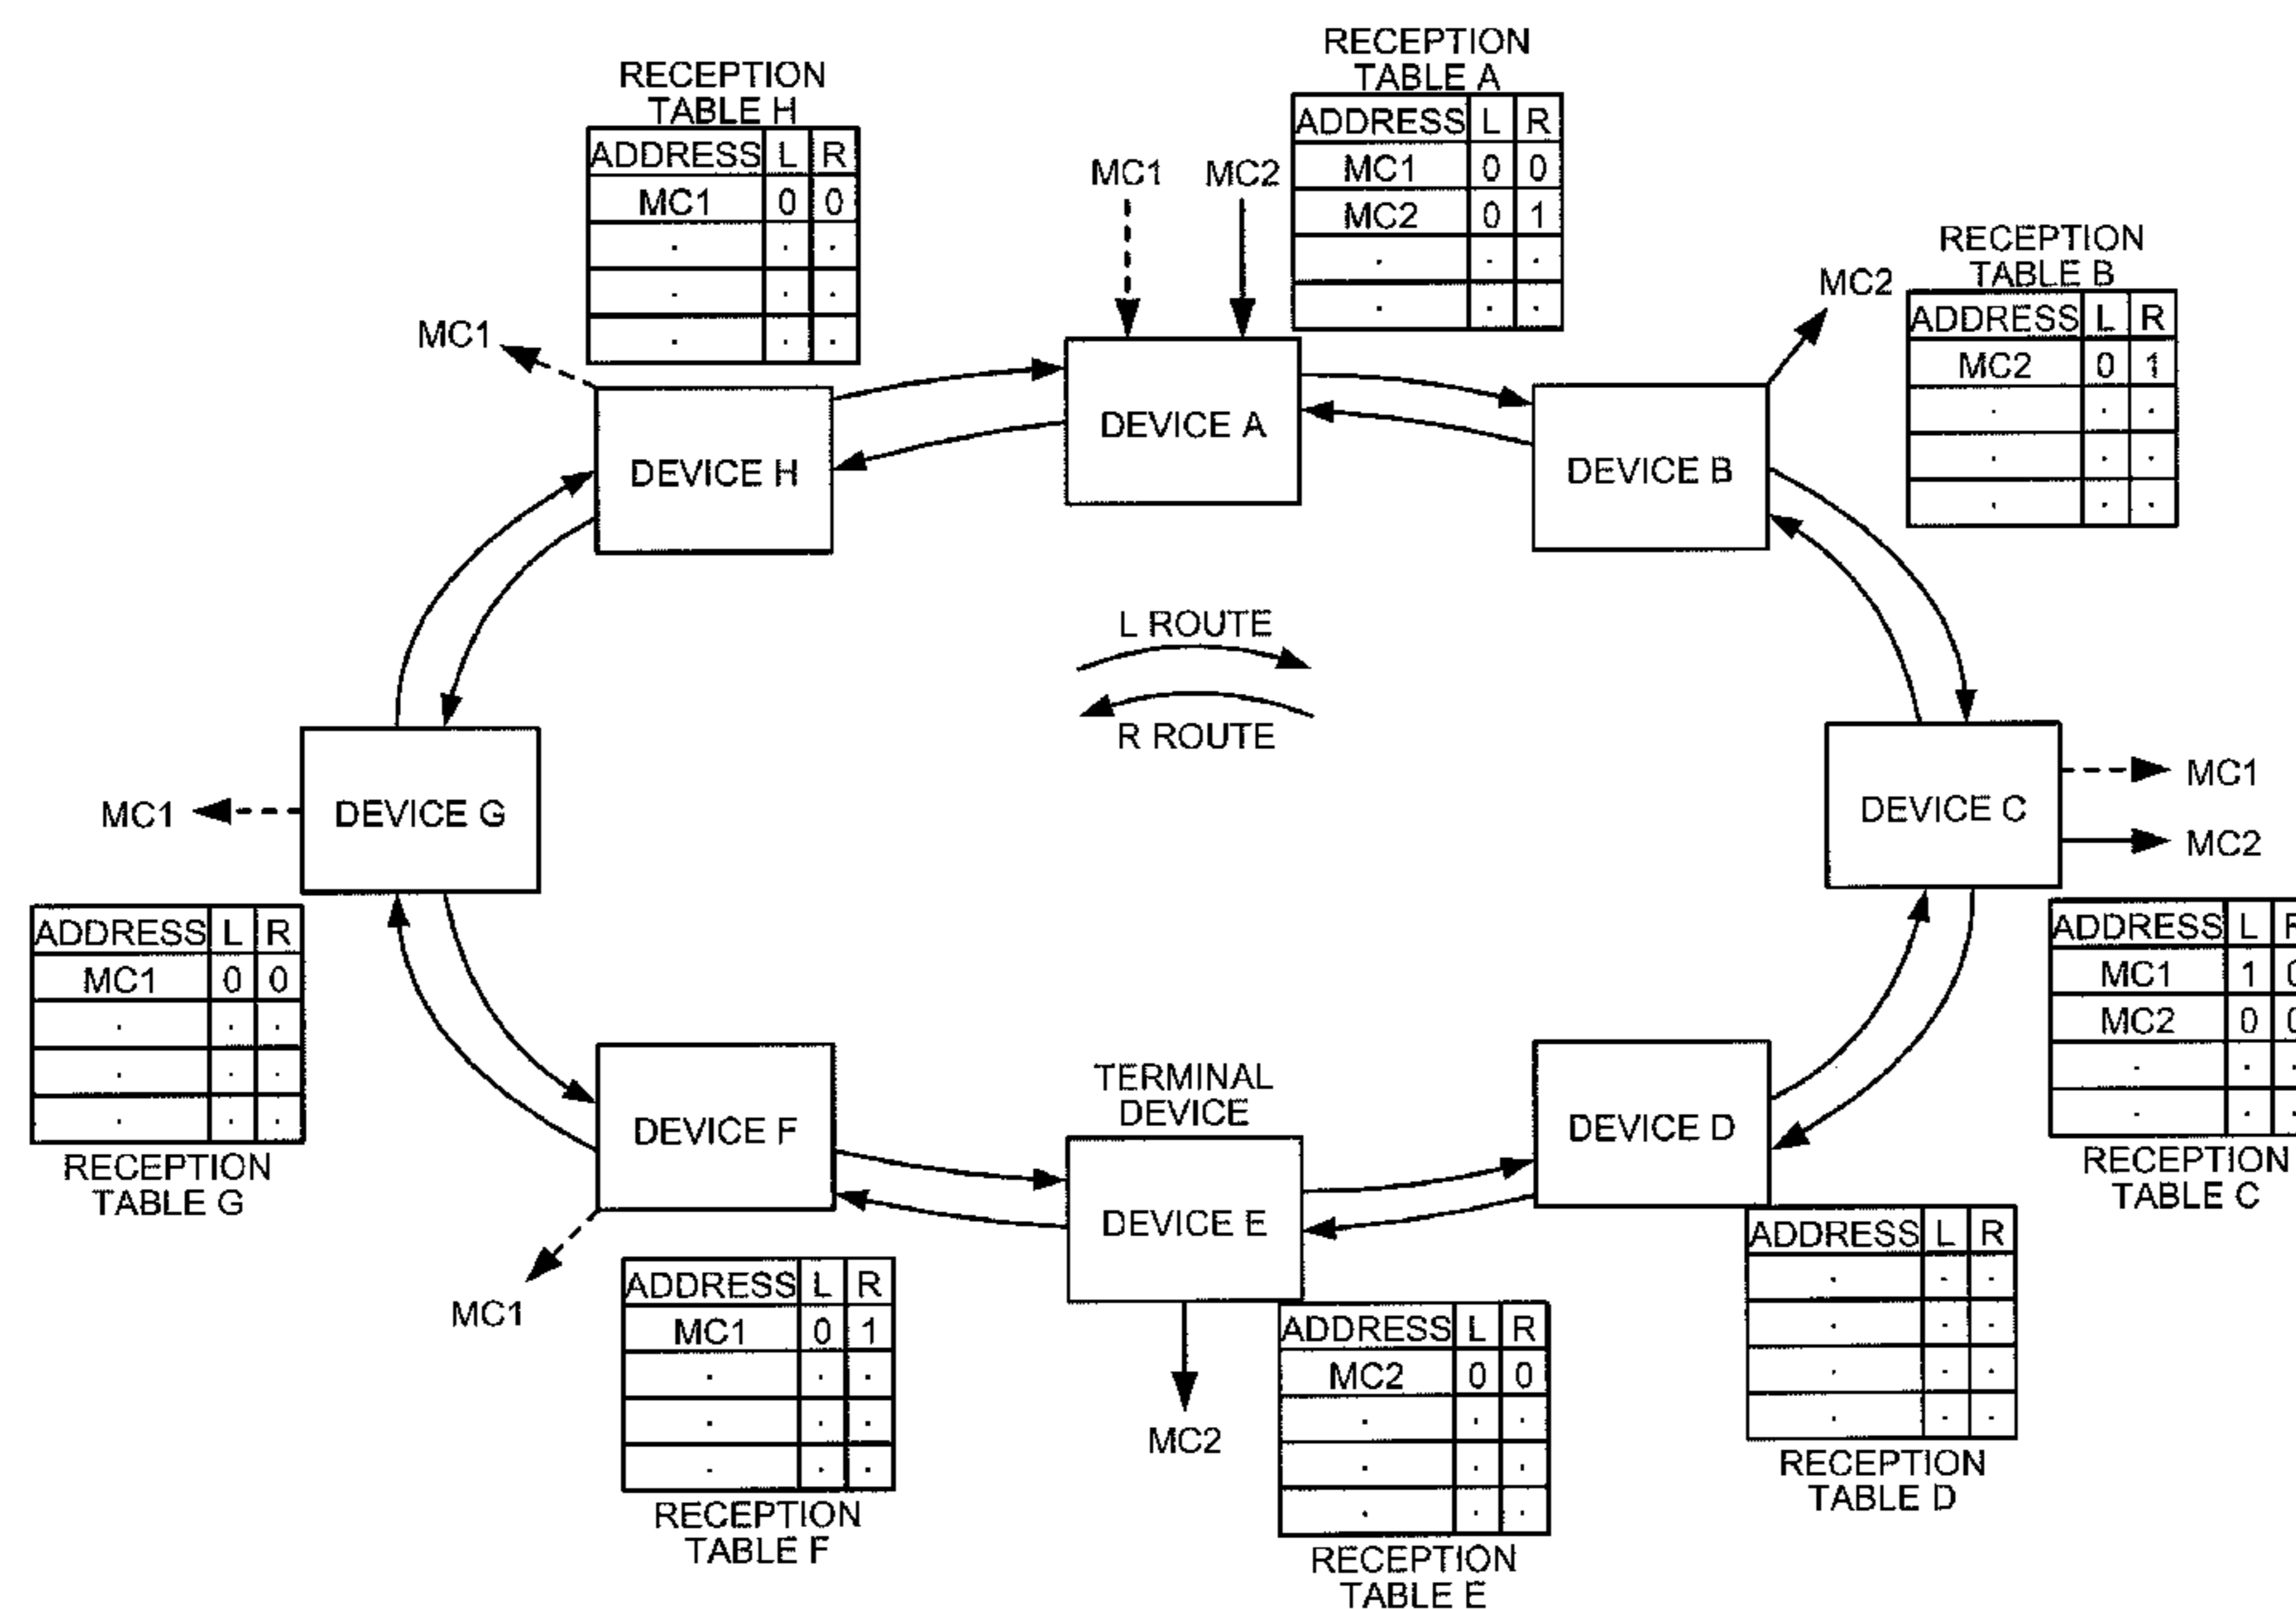 RECEPTION
TABLE H
ADDRESS L R
MC1 0 0
RECEPTION
TABLE A
ADDRESS L R
MC1 0 0
MC2 0 1
MC1
MC2
RECEPTION
TABLE B
ADDRESS L R
MC2 0 1
MC2
MC1
DEVICE H
DEVICE A
DEVICE B
L ROUTE
R ROUTE
MC1
DEVICE G
DEVICE C
MC1
MC2
ADDRESS L R
MC1 0 0
RECEPTION
TABLE G
ADDRESS L
MC1 1
MC2 0
RECEPTION
TABLE C
DEVICE F
MC1
TERMINAL
DEVICE
DEVICE E
MC2
DEVICE D
ADDRESS L R
MC1 0 1
RECEPTION
TABLE F
ADDRESS L R
MC2 0 0
RECEPTION
TABLE E
ADDRESS L R
RECEPTION
TABLE D